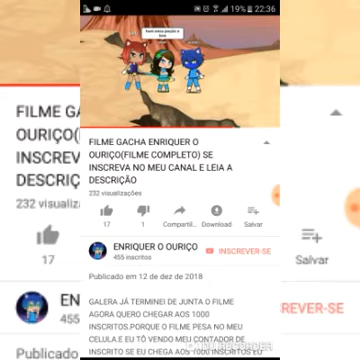 19% 22:36
FILME GACHA ENRIQUER O
OURIÇO(FILME COMPLETO) SE
INSCREVA NO MEU CANAL E LEIA A
DESCRIÇÃO
232 visualizações
17
1
Compartil...
Download
Salvar
ENRIQUER O OURIÇO
455 inscritos
INSCREVER-SE
Publicado em 12 de dez de 2018
GALERA JÁ TERMINEI DE JUNTA O FILME
AGORA QUERO CHEGAR AOS 1000
INSCRITOS.PORQUE O FILME PESA NO MEU
CELULA.E EU TÔ VENDO MEU CONTADOR DE
INSCRITO SE EU CHEGA AOS 1000 INSCRITOS EU
FILME GA
OURIÇO(
INSCREV
DESCRIÇ
232 visualiz
17
EN
455
Publicado
Salvar
REVER-SE